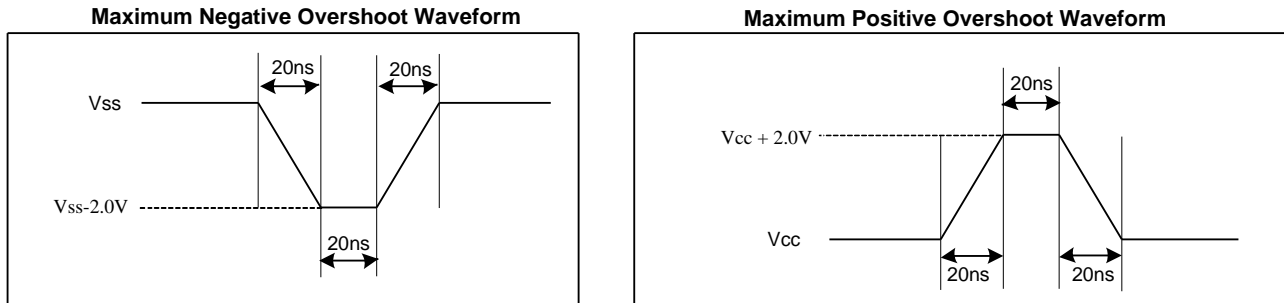 Maximum Negative Overshoot Waveform
20ns
20ns
Vss
Vss-2.0V
20ns
Maximum Positive Overshoot Waveform
20ns
Vcc + 2.0V
Vcc
20ns
20ns